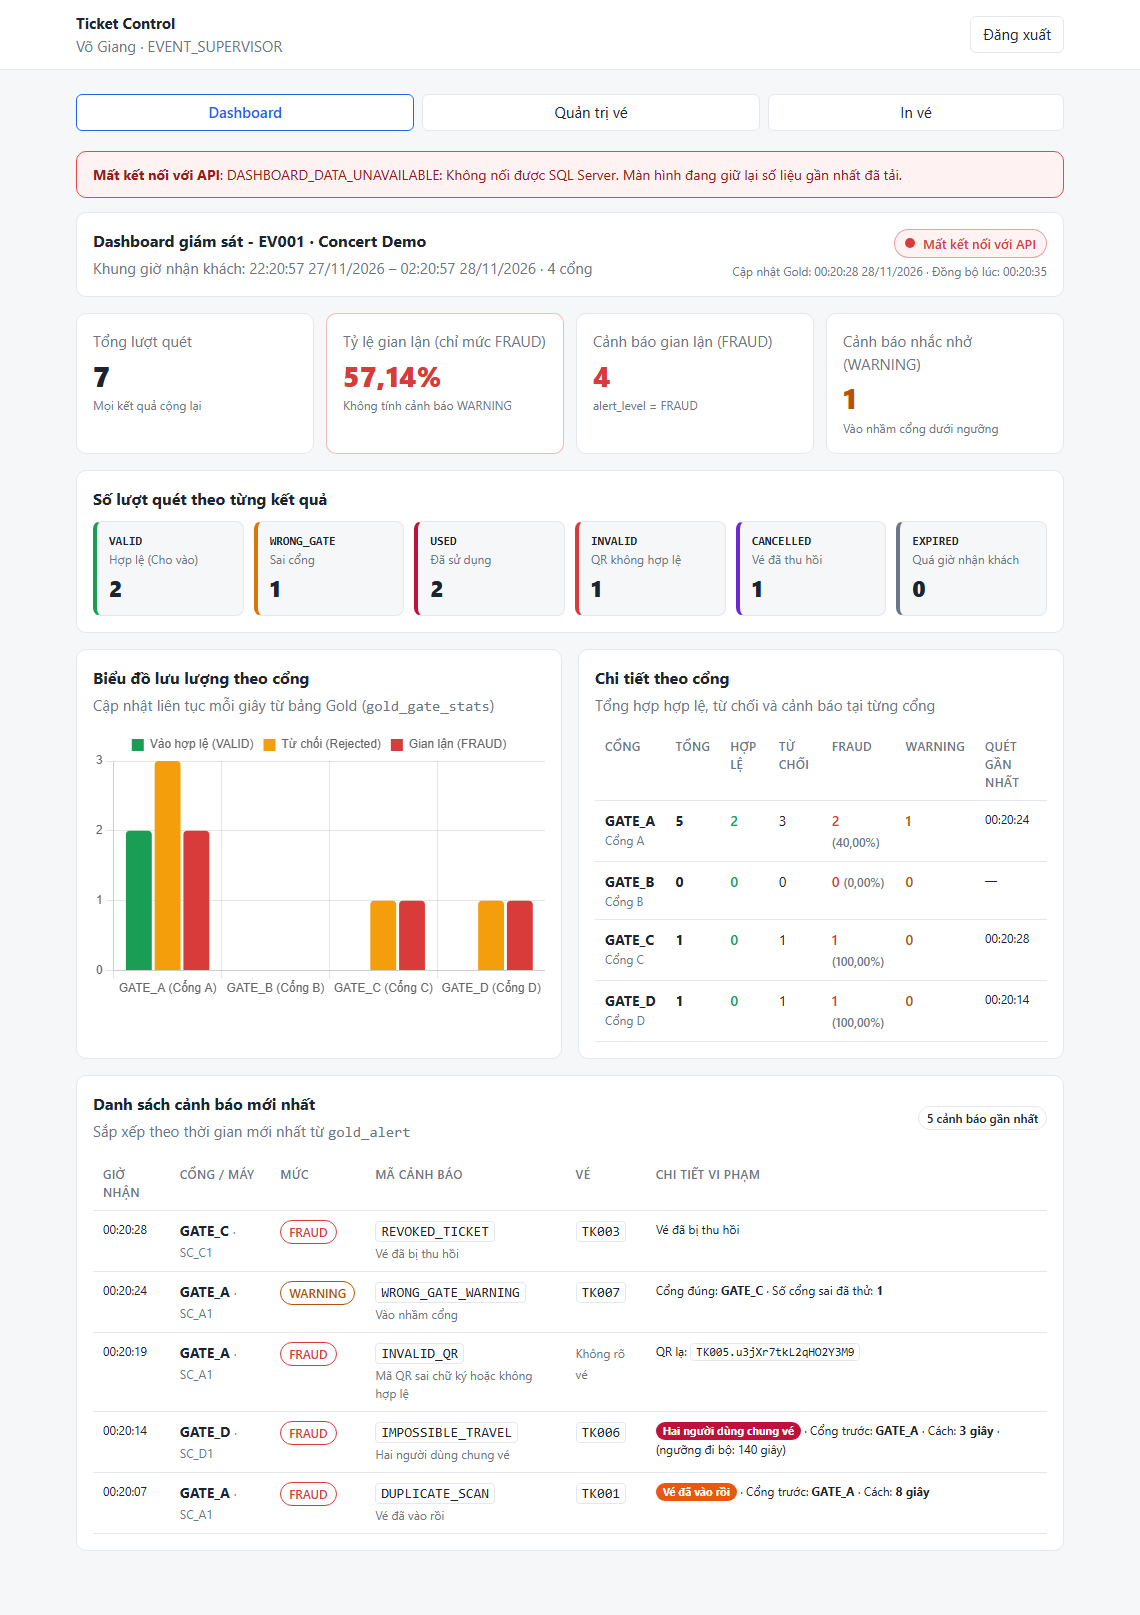 Ticket Control
Võ Giang · EVENT_SUPERVISOR
Đăng xuất
Dashboard
Quản trị vé
In vé
Mất kết nối với API: DASHBOARD_DATA_UNAVAILABLE: Không nối được SQL Server. Màn hình đang giữ lại số liệu gần nhất đã tải.
Dashboard giám sát - EV001 · Concert Demo
Khung giờ nhận khách: 22:20:57 27/11/2026 – 02:20:57 28/11/2026 · 4 cổng
Mất kết nối với API
Cập nhật Gold: 00:20:28 28/11/2026 · Đồng bộ lúc: 00:20:35
Tổng lượt quét
7
Mọi kết quả cộng lại
Tỷ lệ gian lận (chỉ mức FRAUD)
57,14%
Không tính cảnh báo WARNING
Cảnh báo gian lận (FRAUD)
4
alert_level = FRAUD
Cảnh báo nhắc nhở
(WARNING)
1
Vào nhầm cổng dưới ngưỡng
Số lượt quét theo từng kết quả
VALID
Hợp lệ (Cho vào)
2
WRONG_GATE
Sai cổng
1
USED
Đã sử dụng
2
INVALID
QR không hợp lệ
1
CANCELLED
Vé đã thu hồi
1
EXPIRED
Quá giờ nhận khách
0
Biểu đồ lưu lượng theo cổng
Cập nhật liên tục mỗi giây từ bảng Gold (gold_gate_stats)
Vào hợp lệ (VALID)
Từ chối (Rejected)
Gian lận (FRAUD)
3
2
1
0
GATE_A (Cổng A)
GATE_B (Cổng B)
GATE_C (Cổng C)
GATE_D (Cổng D)
Chi tiết theo cổng
Tổng hợp hợp lệ, từ chối và cảnh báo tại từng cổng
CỔNG TỔNG HỢP LỆ TỪ CHỐI FRAUD WARNING QUÉT GẦN NHẤT
GATE_A 5 2 3 2 1 00:20:24
Cổng A (40,00%)
GATE_B 0 0 0 0 (0,00%) 0 —
Cổng B
GATE_C 1 0 1 1 0 00:20:28
Cổng C (100,00%)
GATE_D 1 0 1 1 0 00:20:14
Cổng D (100,00%)
Danh sách cảnh báo mới nhất
Sắp xếp theo thời gian mới nhất từ gold_alert
5 cảnh báo gần nhất
GIỜ NHẬN CỔNG / MÁY MỨC MÃ CẢNH BÁO VÉ CHI TIẾT VI PHẠM
00:20:28 GATE_C · FRAUD REVOKED_TICKET TK003 Vé đã bị thu hồi
SC_C1 Vé đã bị thu hồi
00:20:24 GATE_A · WARNING WRONG_GATE_WARNING TK007 Cổng đúng: GATE_C · Số cổng sai đã thử: 1
SC_A1 Vào nhầm cổng
00:20:19 GATE_A · FRAUD INVALID_QR Không rõ vé QR lạ: TK005.u3jXr7tkL2qHO2Y3M9
SC_A1 Mã QR sai chữ ký hoặc không hợp lệ
00:20:14 GATE_D · FRAUD IMPOSSIBLE_TRAVEL TK006 Hai người dùng chung vé · Cổng trước: GATE_A · Cách: 3 giây ·
SC_D1 Hai người dùng chung vé (ngưỡng đi bộ: 140 giây)
00:20:07 GATE_A · FRAUD DUPLICATE_SCAN TK001 Vé đã vào rồi · Cổng trước: GATE_A · Cách: 8 giây
SC_A1 Vé đã vào rồi